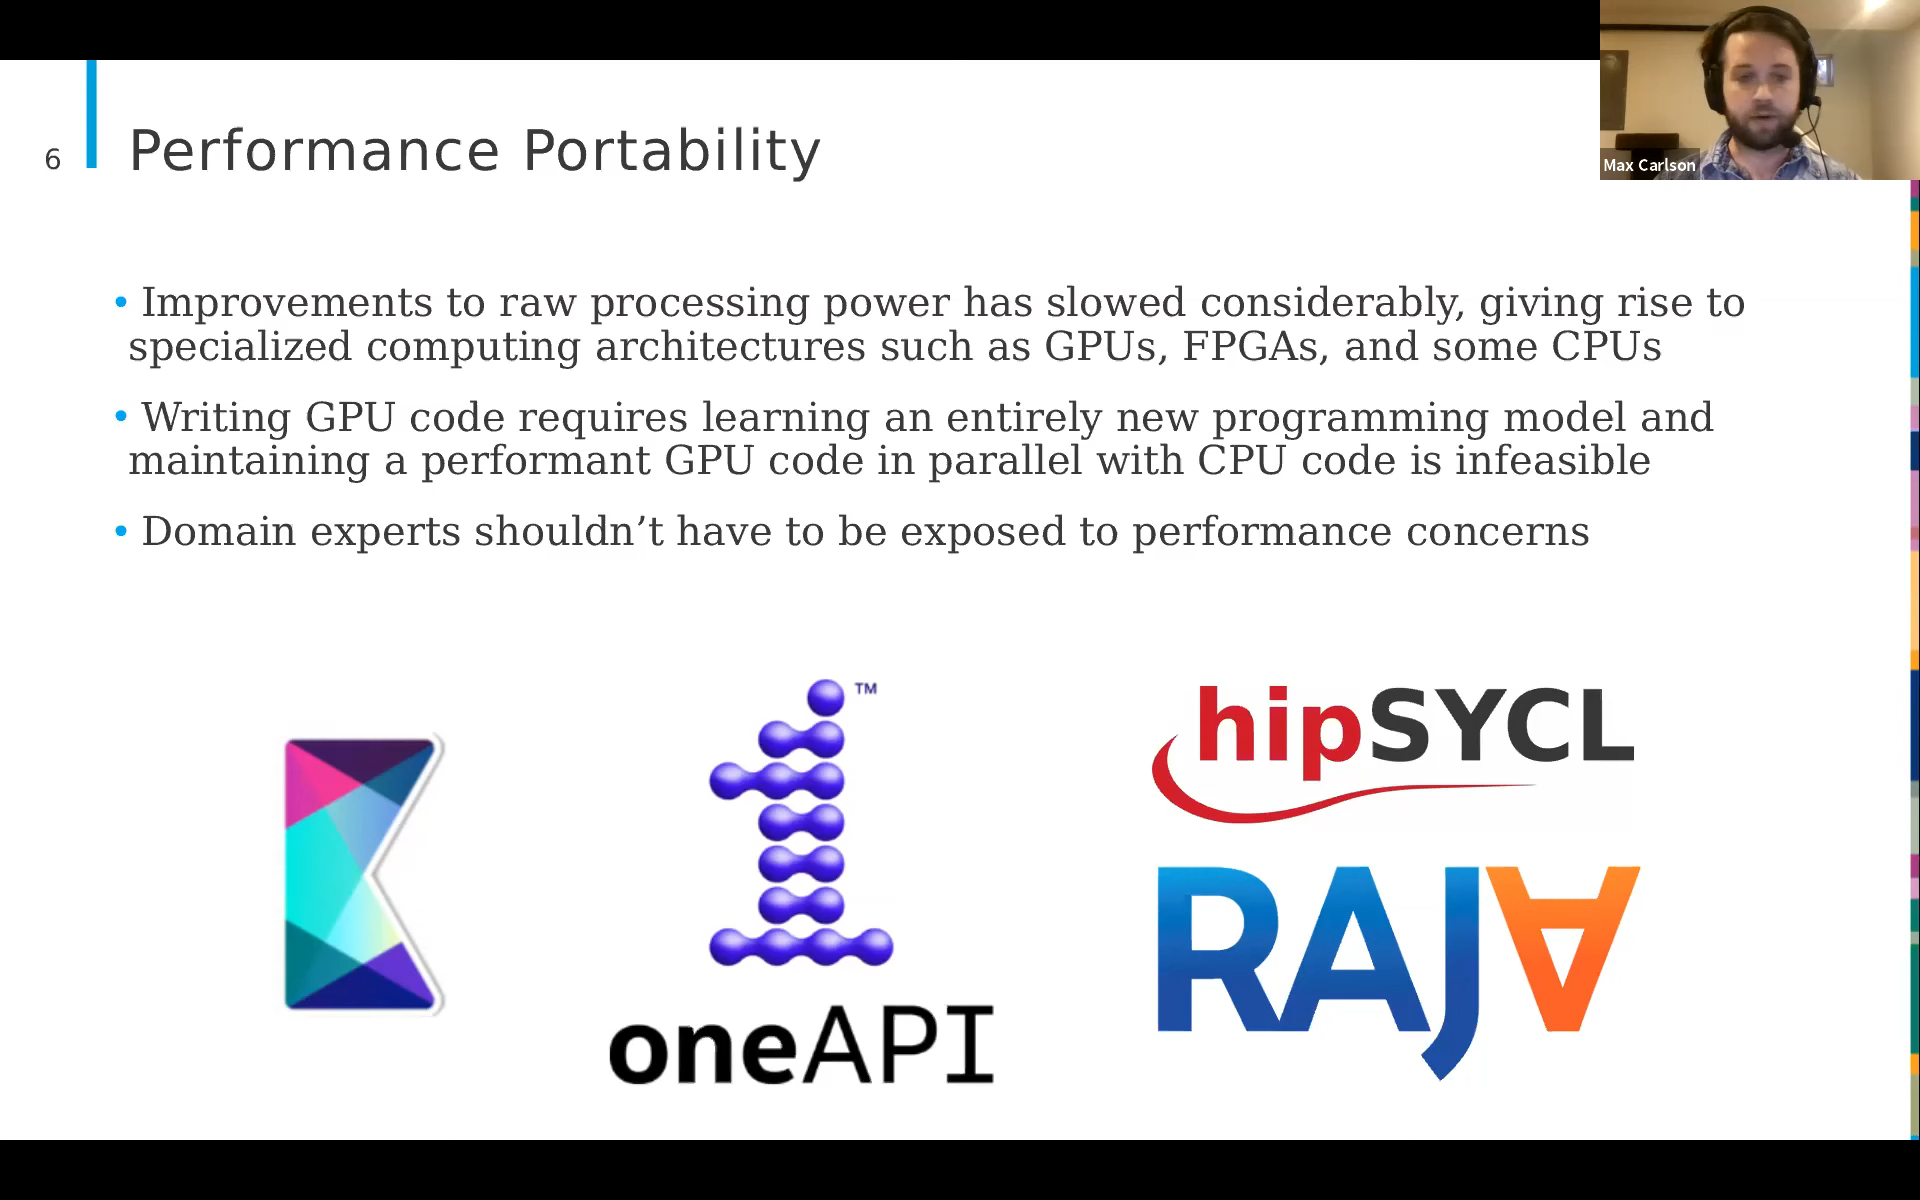 6
Performance Portability
Max Carlson
• Improvements to raw processing power has slowed considerably, giving rise to
specialized computing architectures such as GPUs, FPGAs, and some CPUs
• Writing GPU code requires learning an entirely new programming model and
maintaining a performant GPU code in parallel with CPU code is infeasible
• Domain experts shouldn’t have to be exposed to performance concerns
TM
oneAPI
hipSYCL
RAJA